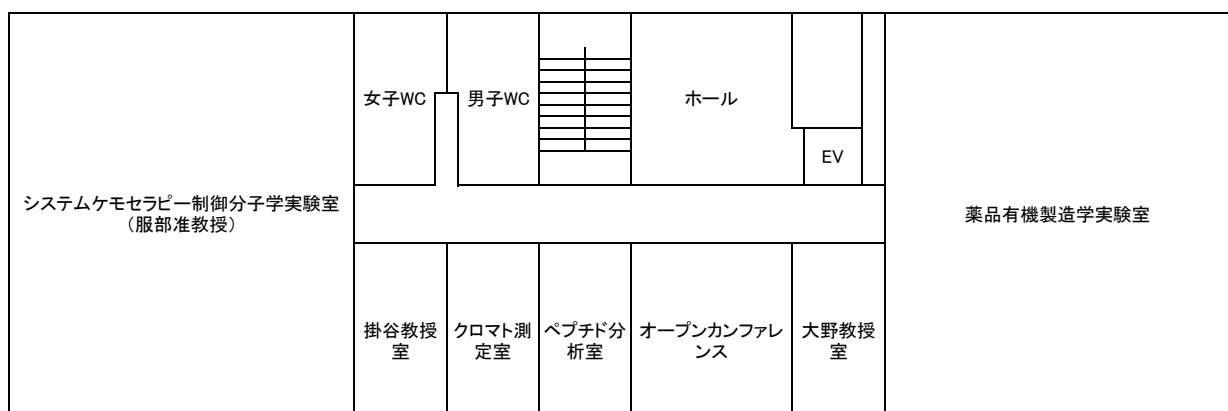 女子WC
男子WC
ホール
EV
システムケモセラピー制御分子学実験室
(服部准教授)
薬品有機製造学実験室
掛谷教授
室
クロマト測
定室
ペプチド分
析室
オープンカンファレ
ンス
大野教授
室